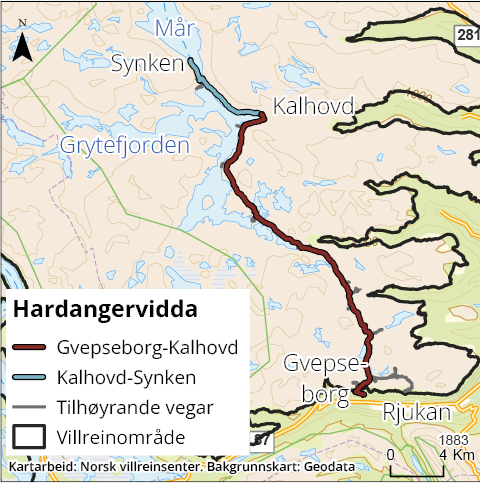 N
Mår
281
Synken
1000
Kalhovd
Grytefjorden
Hardangervidda
Gvepseborg-Kalhovd
Kalhovd-Synken
Tilhøyrande vegar
Villreinområde
Gvepse-
borg
Rjukan
37
1883
0 4 Km
Kartarbeid: Norsk villreinsenter. Bakgrunnskart: Geodata